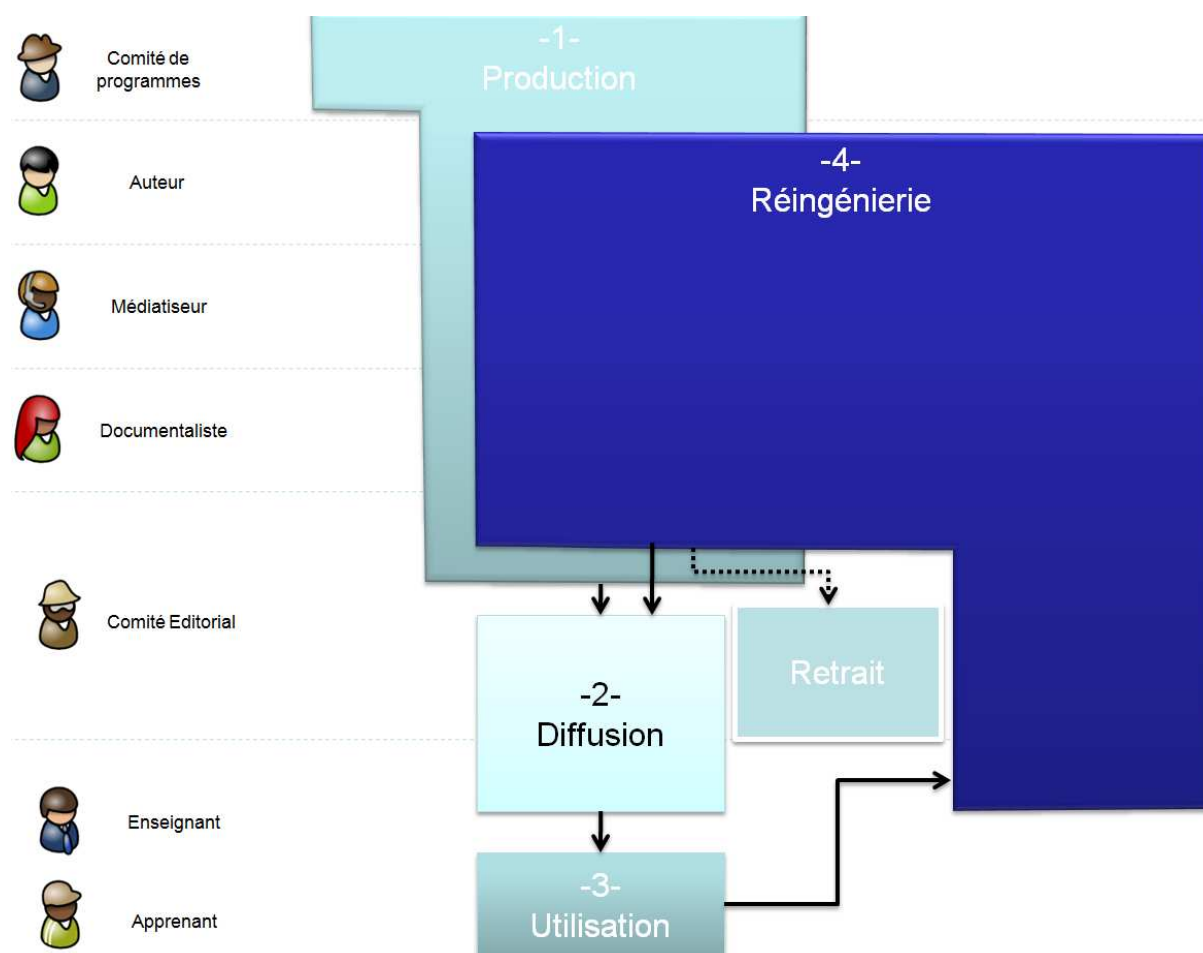 -1-
Production
Comité de
programmes
-4-
Réingénierie
Auteur
Médiatiseur
Documentaliste
Comité Editorial
Retrait
-2-
Diffusion
Enseignant
-3-
Utilisation
Apprenant